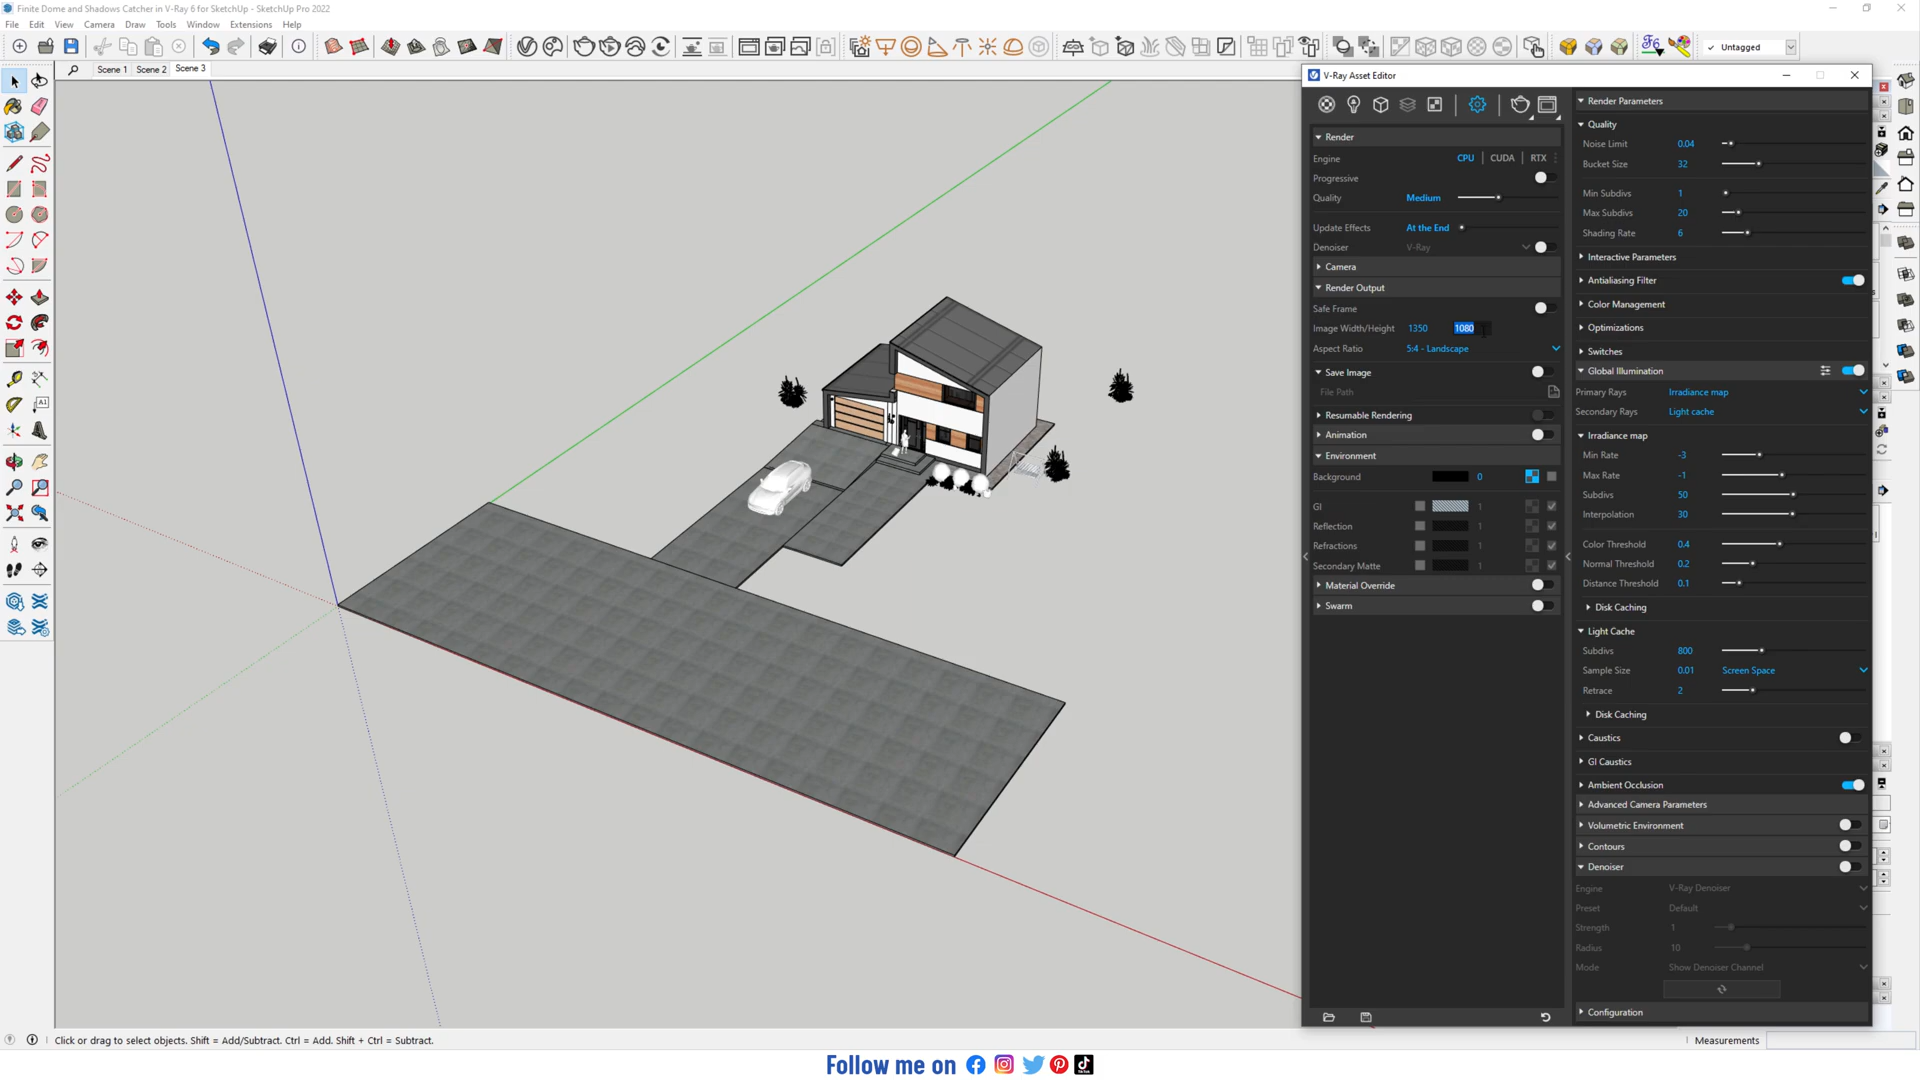 Finite Dome and Shadows Catcher in V-Ray 6 for SketchUp - SketchUp Pro 2022
File Edit View Camera Draw Tools Window Extensions Help
Untagged
Scene 1 Scene 2 Scene 3
V-Ray Asset Editor
Render
Engine CPU CUDA RTX
Progressive
Quality Medium
Update Effects At the End
Denoiser V-Ray
Camera
Render Output
Safe Frame
Image Width/Height 1350 1080
Aspect Ratio 5:4 - Landscape
Save Image
File Path
Resumable Rendering
Animation
Environment
Background 0
GI 1
Reflection 1
Refractions 1
Secondary Matte 1
Material Override
Swarm
Render Parameters
Quality
Noise Limit 0.04
Bucket Size 32
Min Subdivs 1
Max Subdivs 20
Shading Rate 6
Interactive Parameters
Antialiasing Filter
Color Management
Optimizations
Switches
Global Illumination
Primary Rays Irradiance map
Secondary Rays Light cache
Irradiance map
Min Rate -3
Max Rate -1
Subdivs 50
Interpolation 30
Color Threshold 0.4
Normal Threshold 0.2
Distance Threshold 0.1
Disk Caching
Light Cache
Subdivs 800
Sample Size 0.01 Screen Space
Retrace 2
Disk Caching
Caustics
GI Caustics
Ambient Occlusion
Advanced Camera Parameters
Volumetric Environment
Contours
Denoiser
Engine V-Ray Denoiser
Preset Default
Strength 1
Radius 10
Mode Show Denoiser Channel
Configuration
Click or drag to select objects. Shift = Add/Subtract. Ctrl = Add. Shift + Ctrl = Subtract.
Measurements
Follow me on